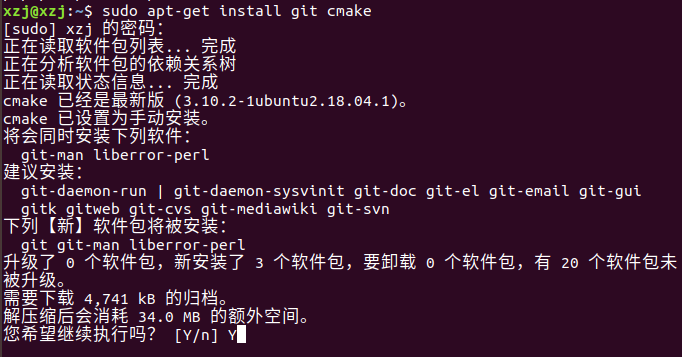 xzj@xzj:~$ sudo apt-get install git cmake
[sudo] xzj 的密码：
正在读取软件包列表... 完成
正在分析软件包的依赖关系树
正在读取状态信息... 完成
cmake 已经是最新版 (3.10.2-1ubuntu2.18.04.1)。
cmake 已设置为手动安装。
将会同时安装下列软件：
  git-man liberror-perl
建议安装：
  git-daemon-run | git-daemon-sysvinit git-doc git-el git-email git-gui
  gitk gitweb git-cvs git-mediawiki git-svn
下列【新】软件包将被安装：
  git git-man liberror-perl
升级了 0 个软件包，新安装了 3 个软件包，要卸载 0 个软件包，有 20 个软件包未
被升级。
需要下载 4,741 kB 的归档。
解压缩后会消耗 34.0 MB 的额外空间。
您希望继续执行吗？ [Y/n] Y